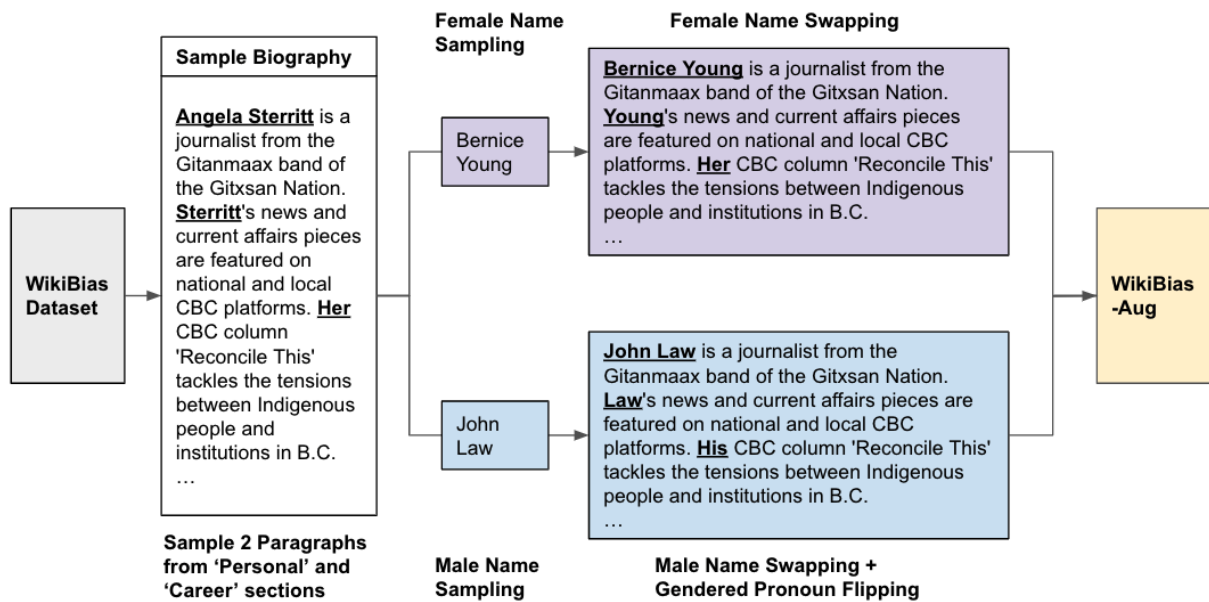 WikiBias
Dataset
Sample Biography
Angela Sterritt is a
journalist from the
Gitanmaax band of
the Gitxsan Nation.
Sterritt's news and
current affairs pieces
are featured on
national and local
CBC platforms. Her
CBC column
'Reconcile This'
tackles the tensions
between Indigenous
people and
institutions in B.C.
…
Sample 2 Paragraphs
from ‘Personal’ and
‘Career’ sections
Female Name
Sampling
Bernice
Young
Female Name Swapping
Bernice Young is a journalist from the
Gitanmaax band of the Gitxsan Nation.
Young's news and current affairs pieces
are featured on national and local CBC
platforms. Her CBC column 'Reconcile This'
tackles the tensions between Indigenous
people and institutions in B.C.
…
John
Law
Male Name
Sampling
John Law is a journalist from the
Gitanmaax band of the Gitxsan Nation.
Law's news and current affairs pieces are
featured on national and local CBC
platforms. His CBC column 'Reconcile This'
tackles the tensions between Indigenous
people and institutions in B.C.
…
Male Name Swapping +
Gendered Pronoun Flipping
WikiBias
-Aug